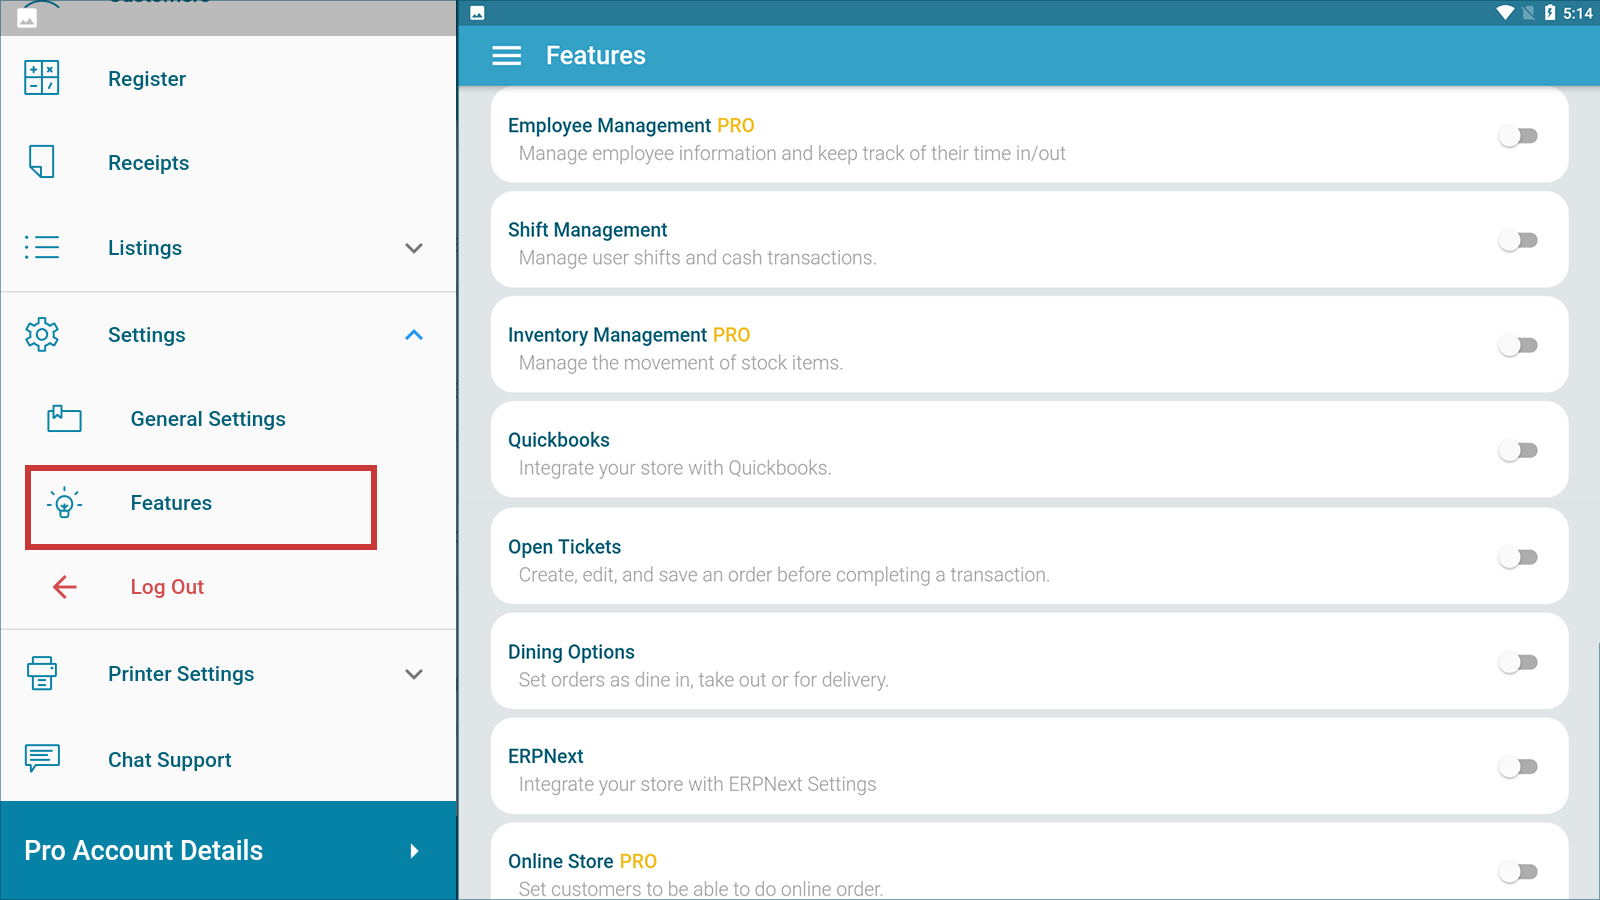 Customers
Register
Receipts
Listings
Settings
General Settings
Features
Log Out
Printer Settings
Chat Support
Pro Account Details
5:14
Features
Employee Management PRO
Manage employee information and keep track of their time in/out
Shift Management
Manage user shifts and cash transactions.
Inventory Management PRO
Manage the movement of stock items.
Quickbooks
Integrate your store with Quickbooks.
Open Tickets
Create, edit, and save an order before completing a transaction.
Dining Options
Set orders as dine in, take out or for delivery.
ERPNext
Integrate your store with ERPNext Settings
Online Store PRO
Set customers to be able to do online order.